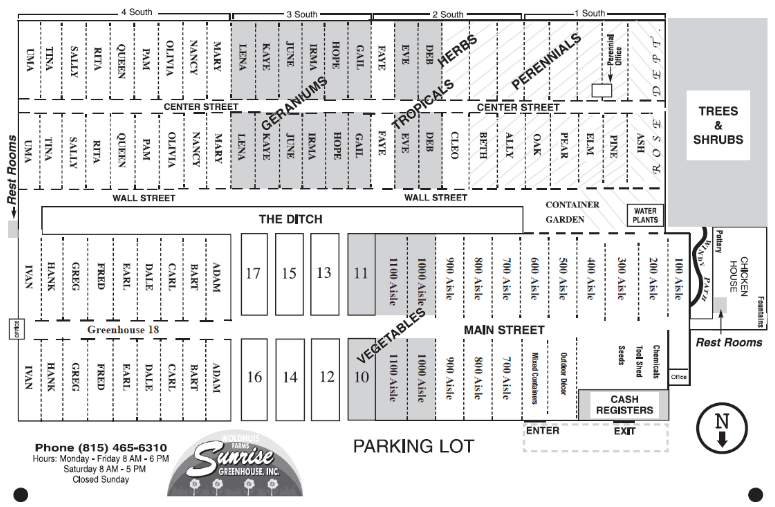 4 South 3 South 2 South 1 South
UMA TINA SALLY RITA QUEEN PAM OLIVIA NANCY MARY LENA KAYE JUNE IRMA HOPE GAIL FAYE EVE DEB HERBS PERENNIALS Perennial Office
GERANIUMS TROPICALS
ROSE DEPT.
TREES
&
SHRUBS
CENTER STREET CENTER STREET
UMA TINA SALLY RITA QUEEN PAM OLIVIA NANCY MARY LENA KAYE JUNE IRMA HOPE GAIL FAYE EVE DEB CLEO BETH ALLY OAK PEAR ELM PINE ASH
Rest Rooms
WALL STREET WALL STREET
CONTAINER
GARDEN
WATER
PLANTS
THE DITCH
IVAN HANK GREG FRED EARL DALE CARL BART ADAM 17 15 13 11 1100 Aisle 1000 Aisle 900 Aisle 800 Aisle 700 Aisle 600 Aisle 500 Aisle 400 Aisle 300 Aisle 200 Aisle 100 Aisle
Pottery
WINDY PATH
CHICKEN
HOUSE
Fountains
Rest Rooms
Office
Greenhouse 18
MAIN STREET
VEGETABLES
IVAN HANK GREG FRED EARL DALE CARL BART ADAM 16 14 12 10 1100 Aisle 1000 Aisle 900 Aisle 800 Aisle 700 Aisle Mixed Containers Outdoor Décor Seeds Tool Shed Chemicals
Office
CASH
REGISTERS
ENTER EXIT
PARKING LOT
N
Phone (815) 465-6310
Hours: Monday - Friday 8 AM - 6 PM
Saturday 8 AM - 5 PM
Closed Sunday
WOLDHUIS
FARMS
Sunrise
GREENHOUSE, INC.